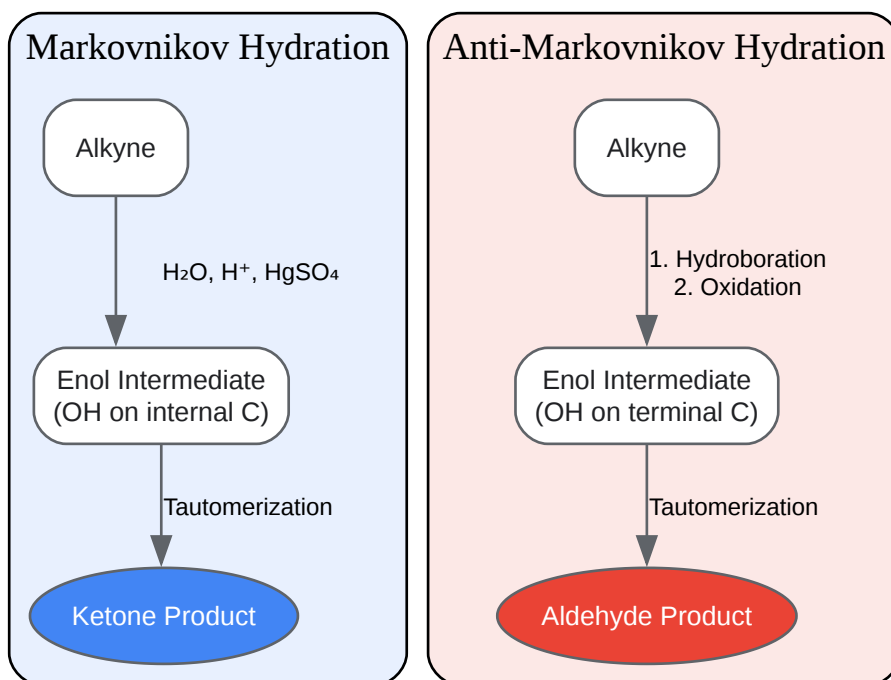 Markovnikov Hydration
Alkyne
H₂O, H⁺, HgSO₄
Enol Intermediate
(OH on internal C)
Tautomerization
Ketone Product
Anti-Markovnikov Hydration
Alkyne
1. Hydroboration
2. Oxidation
Enol Intermediate
(OH on terminal C)
Tautomerization
Aldehyde Product